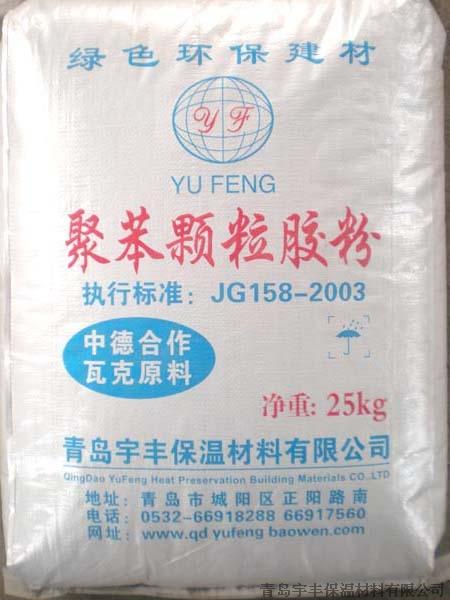 绿色环保建材
YF
YU FENG
聚苯颗粒胶粉
执行标准：JG158-2003
中德合作
瓦克原料
净重: 25kg
青岛宇丰保温材料有限公司
QingDao YuFeng Heat Preservation Building Materials CO.,LTD
地址：青岛市城阳区正阳路南
电话：0532-66918288 66917560
网址：www.qd yufeng baowen.com
青岛宇丰保温材料有限公司